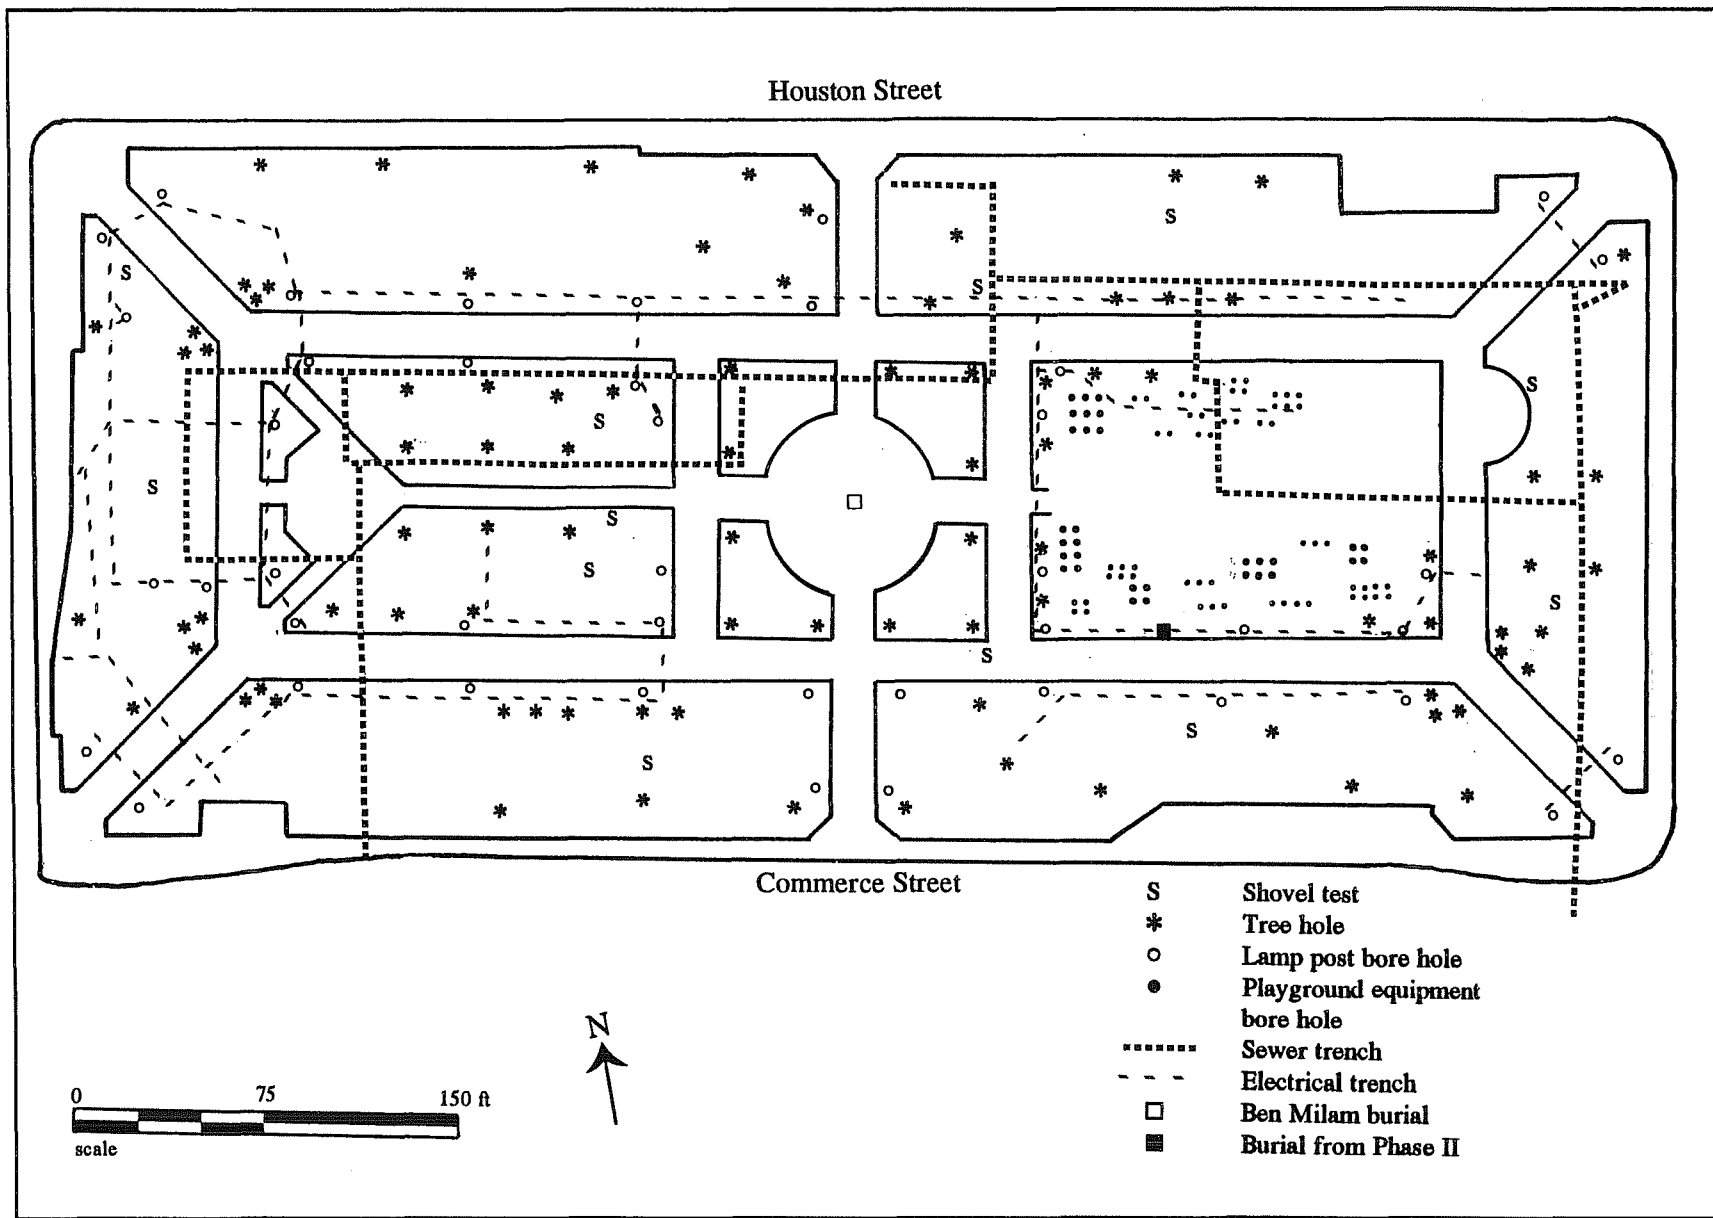 Houston Street
S
S
S
S
S
S
S
S
S
S
S
S
S
S
Commerce Street
S Shovel test
* Tree hole
Lamp post bore hole
Playground equipment
bore hole
Sewer trench
Electrical trench
Ben Milam burial
Burial from Phase II
N
0 75 150 ft
scale